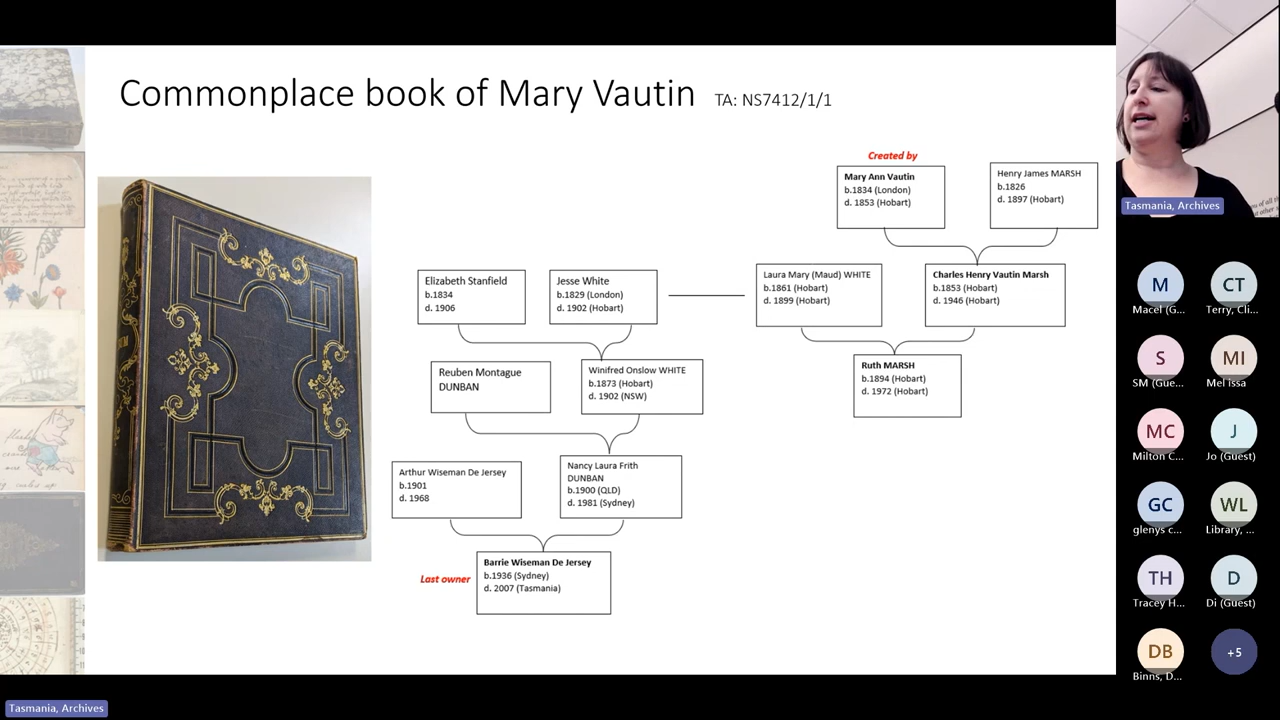 Commonplace book of Mary Vautin TA: NS7412/1/1
Created by
Mary Ann Vautin
b.1834 (London)
d. 1853 (Hobart)
Henry James MARSH
b.1826
d. 1897 (Hobart)
Elizabeth Stanfield
b.1834
d. 1906
Jesse White
b.1829 (London)
d. 1902 (Hobart)
Laura Mary (Maud) WHITE
b.1861 (Hobart)
d. 1899 (Hobart)
Charles Henry Vautin Marsh
b.1853 (Hobart)
d. 1946 (Hobart)
Reuben Montague
DUNBAN
Winifred Onslow WHITE
b.1873 (Hobart)
d. 1902 (NSW)
Ruth MARSH
b.1894 (Hobart)
d. 1972 (Hobart)
Arthur Wiseman De Jersey
b.1901
d. 1968
Nancy Laura Frith
DUNBAN
b.1900 (QLD)
d. 1981 (Sydney)
Last owner
Barrie Wiseman De Jersey
b.1936 (Sydney)
d. 2007 (Tasmania)
Tasmania, Archives
M
Macel (G...
CT
Terry, Cli...
S
SM (Gue...
MI
Mel issa
MC
Milton C...
J
Jo (Guest)
GC
glenys c...
WL
Library, ...
TH
Tracey H...
D
Di (Guest)
DB
Binns, D...
+5
Tasmania, Archives